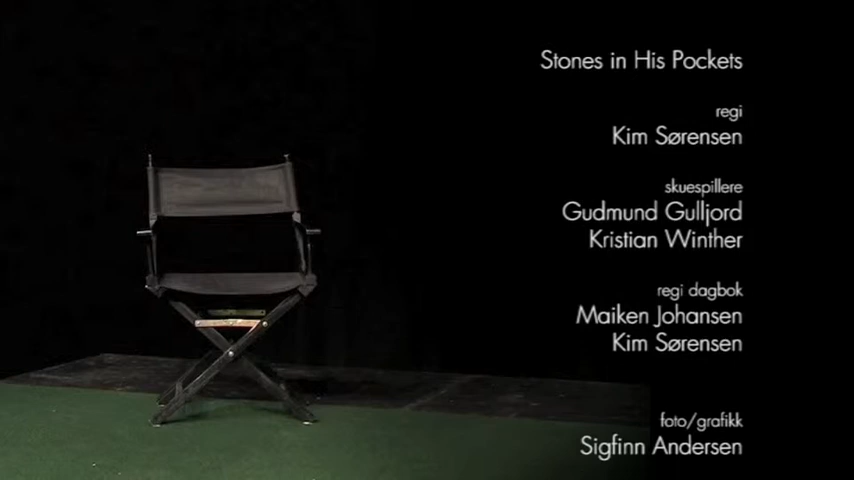 Stones in His Pockets
regi
Kim Sørensen
skuespillere
Gudmund Gulljord
Kristian Winther
regi dagbok
Maiken Johansen
Kim Sørensen
foto/grafikk
Sigfinn Andersen